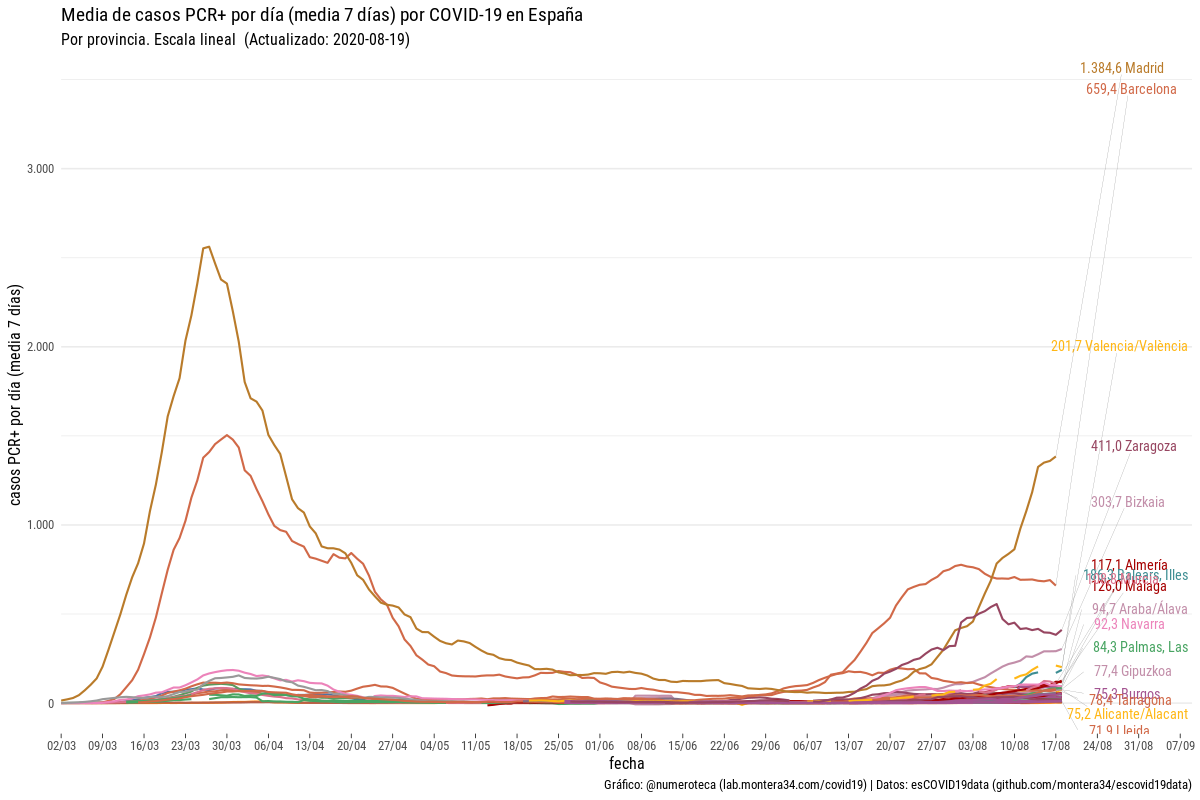 Media de casos PCR+ por día (media 7 días) por COVID-19 en España
Por provincia. Escala lineal (Actualizado: 2020-08-19)
1.384,6 Madrid
659,4 Barcelona
3.000
201,7 Valencia/València
2.000
411,0 Zaragoza
303,7 Bizkaia
1.000
117,1 Almería
Balears, Illes
126,0 Málaga
94,7 Araba/Álava
92,3 Navarra
84,3 Palmas, Las
77,4 Gipuzkoa
75,3 Burgos
78,4 Tarragona
0
75,2 Alicante/Alacant
71,9 Lleida
casos PCR+ por día (media 7 días)
02/03 09/03 16/03 23/03 30/03 06/04 13/04 20/04 27/04 04/05 11/05 18/05 25/05 01/06 08/06 15/06 22/06 29/06 06/07 13/07 20/07 27/07 03/08 10/08 17/08 24/08 31/08 07/09
fecha
Gráfico: @numeroteca (lab.montera34.com/covid19) | Datos: esCOVID19data (github.com/montera34/escovid19data)